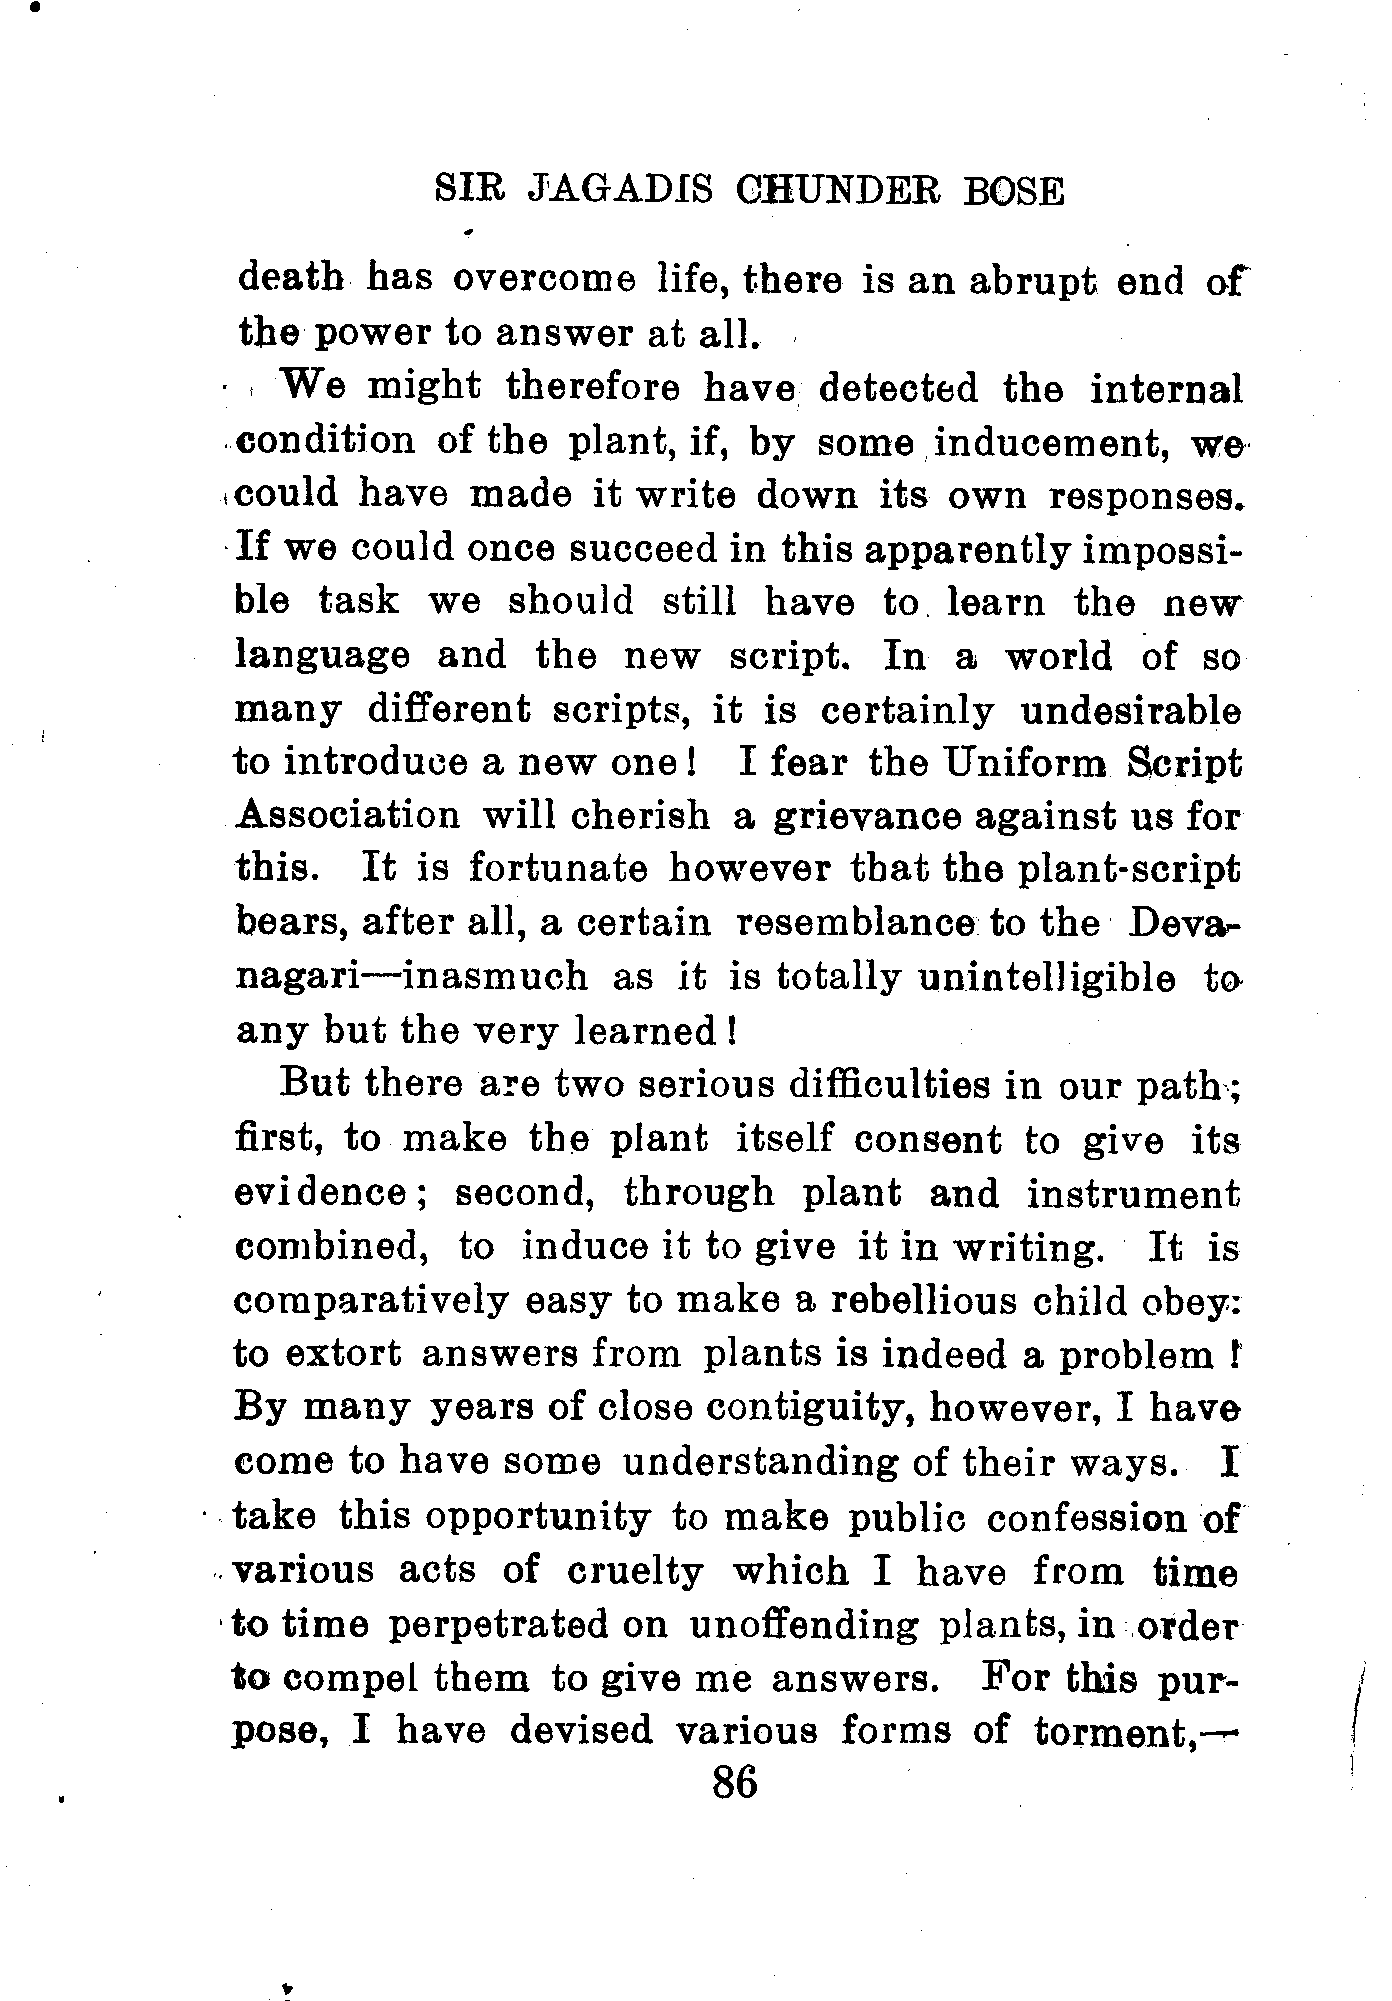 SIR JAGADIS CHUNDER BOSE
death has overcome life, there is an abrupt end of
the power to answer at all.
We might therefore have detected the internal
condition of the plant, if, by some inducement, we
could have made it write down its own responses.
If we could once succeed in this apparently impossi-
ble task we should still have to learn the new
language and the new script. In a world of so
many different scripts, it is certainly undesirable
to introduce a new one! I fear the Uniform Script
Association will cherish a grievance against us for
this. It is fortunate however that the plant-script
bears, after all, a certain resemblance to the Deva-
nagari—inasmuch as it is totally unintelligible to
any but the very learned!
But there are two serious difficulties in our path;
first, to make the plant itself consent to give its
evidence; second, through plant and instrument
combined, to induce it to give it in writing. It is
comparatively easy to make a rebellious child obey:
to extort answers from plants is indeed a problem!
By many years of close contiguity, however, I have
come to have some understanding of their ways. I
take this opportunity to make public confession of
various acts of cruelty which I have from time
to time perpetrated on unoffending plants, in order
to compel them to give me answers. For this pur-
pose, I have devised various forms of torment,—
86